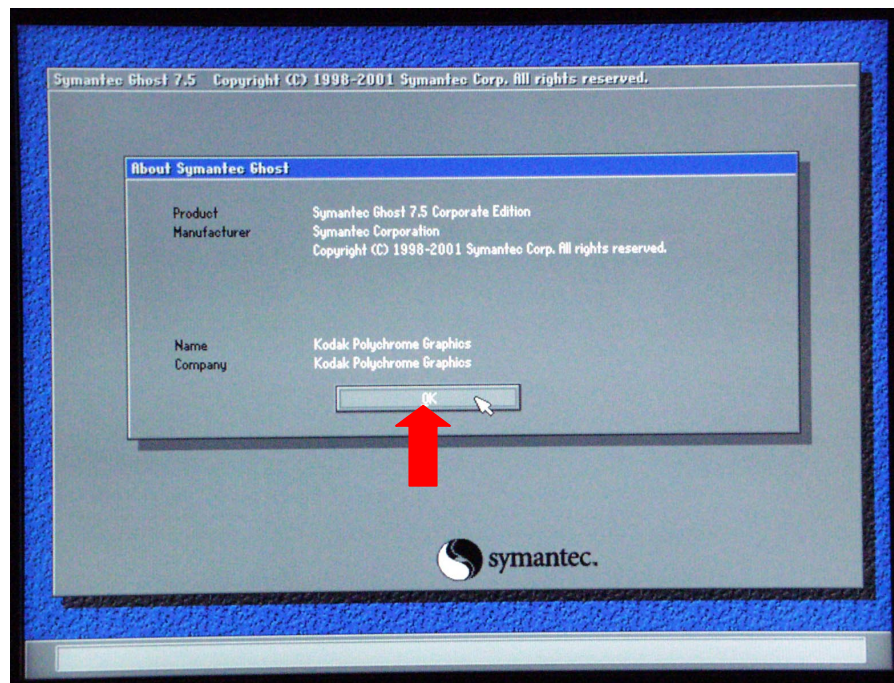 Symantec Ghost 7.5 Copyright (C) 1998-2001 Symantec Corp. All rights reserved.
About Symantec Ghost
Product Symantec Ghost 7.5 Corporate Edition
Manufacturer Symantec Corporation
Copyright (C) 1998-2001 Symantec Corp. All rights reserved.
Name Kodak Polychrome Graphics
Company Kodak Polychrome Graphics
OK
symantec.